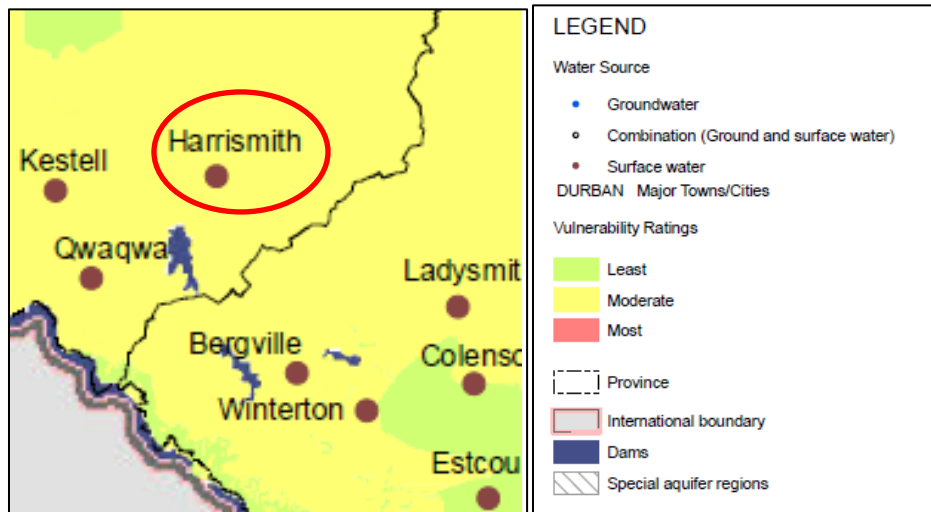 Harrismith
Kestell
Qwaqwa
Ladysmit
Bergville
Colensc
Winterton
Estcou
LEGEND
Water Source
Groundwater
Combination (Ground and surface water)
Surface water
DURBAN Major Towns/Cities
Vulnerability Ratings
Least
Moderate
Most
Province
International boundary
Dams
Special aquifer regions